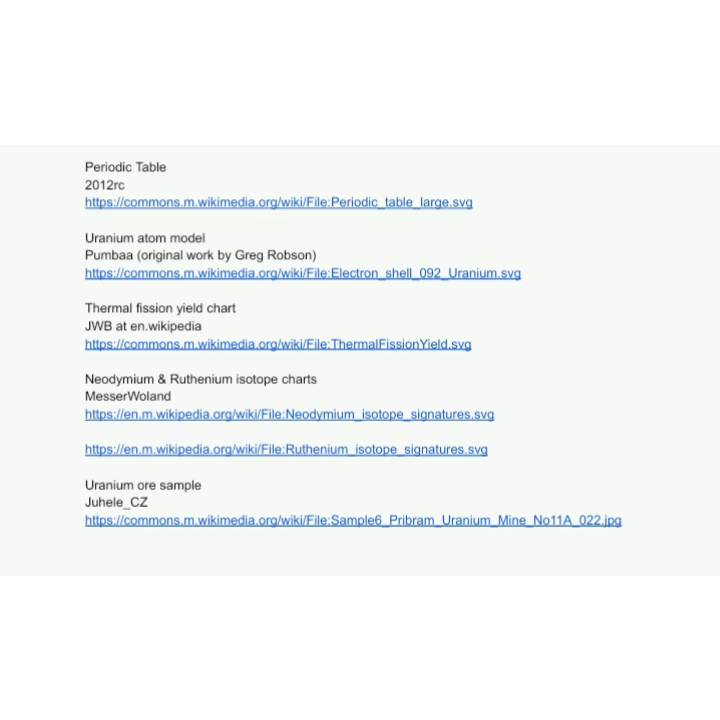 Periodic Table
2012rc
https://commons.m.wikimedia.org/wiki/File:Periodic_table_large.svg
Uranium atom model
Pumbaa (original work by Greg Robson)
https://commons.m.wikimedia.org/wiki/File:Electron_shell_092_Uranium.svg
Thermal fission yield chart
JWB at en.wikipedia
https://commons.m.wikimedia.org/wiki/File:ThermalFissionYield.svg
Neodymium & Ruthenium isotope charts
MesserWoland
https://en.m.wikipedia.org/wiki/File:Neodymium_isotope_signatures.svg
https://en.m.wikipedia.org/wiki/File:Ruthenium_isotope_signatures.svg
Uranium ore sample
Juhele_CZ
https://commons.m.wikimedia.org/wiki/File:Sample6_Pribram_Uranium_Mine_No11A_022.jpg